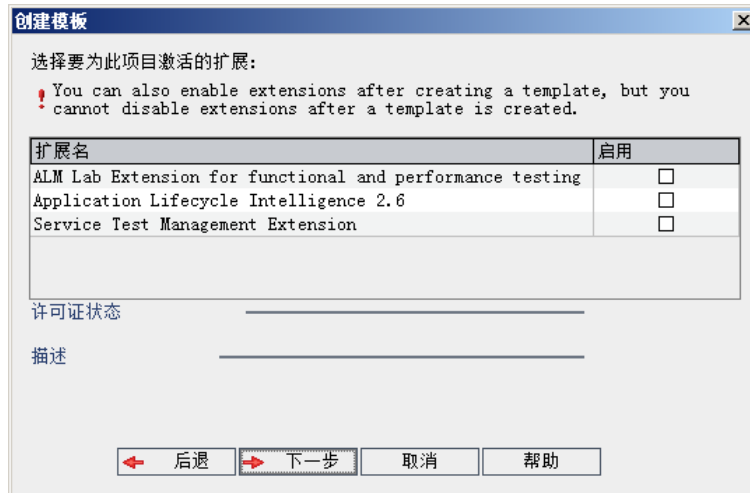 创建模板
选择要为此项目激活的扩展:
You can also enable extensions after creating a template, but you
cannot disable extensions after a template is created.
扩展名 启用
ALM Lab Extension for functional and performance testing
Application Lifecycle Intelligence 2.6
Service Test Management Extension
许可证状态
描述
后退 下一步 取消 帮助